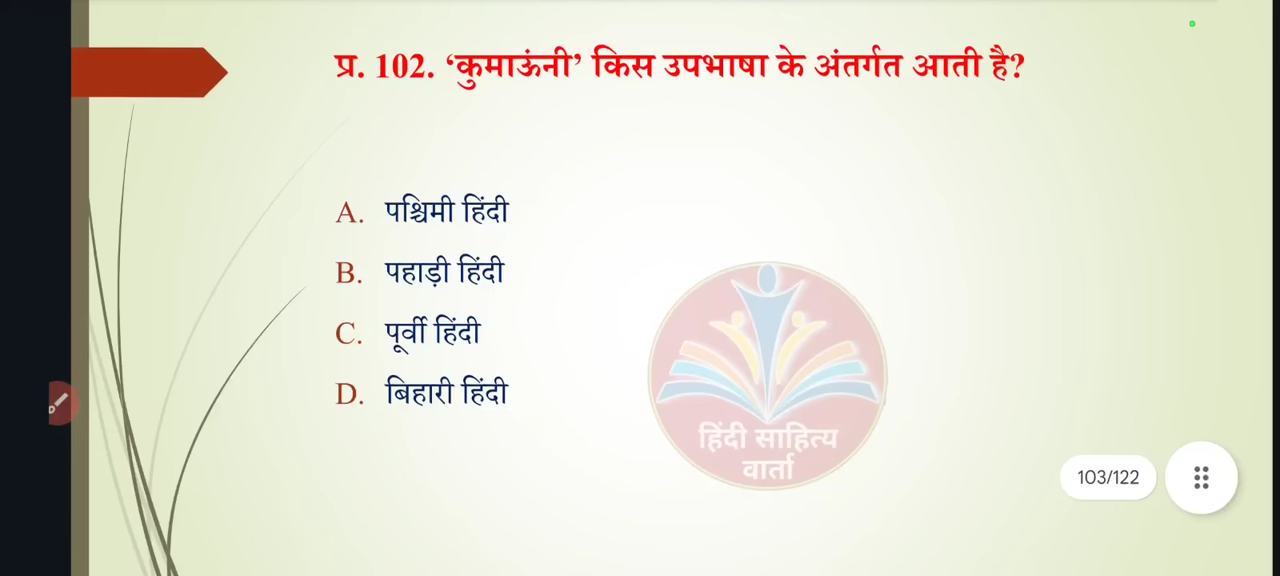 प्र. 102. ‘कुमाऊंनी’ किस उपभाषा के अंतर्गत आती है?
A. पश्चिमी हिंदी
B. पहाड़ी हिंदी
C. पूर्वी हिंदी
D. बिहारी हिंदी
हिंदी साहित्य
वार्ता
103/122